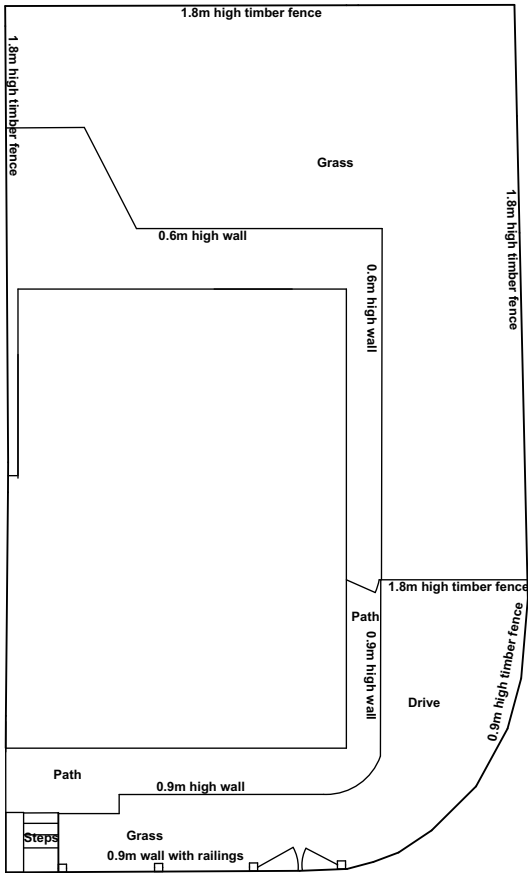 1.8m high timber fence
1.8m high timber fence
Grass
1.8m high timber fence
0.6m high wall
0.6m high wall
1.8m high timber fence
Path
0.9m high wall
0.9m high timber fence
Drive
Path
0.9m high wall
Steps
Grass
0.9m wall with railings